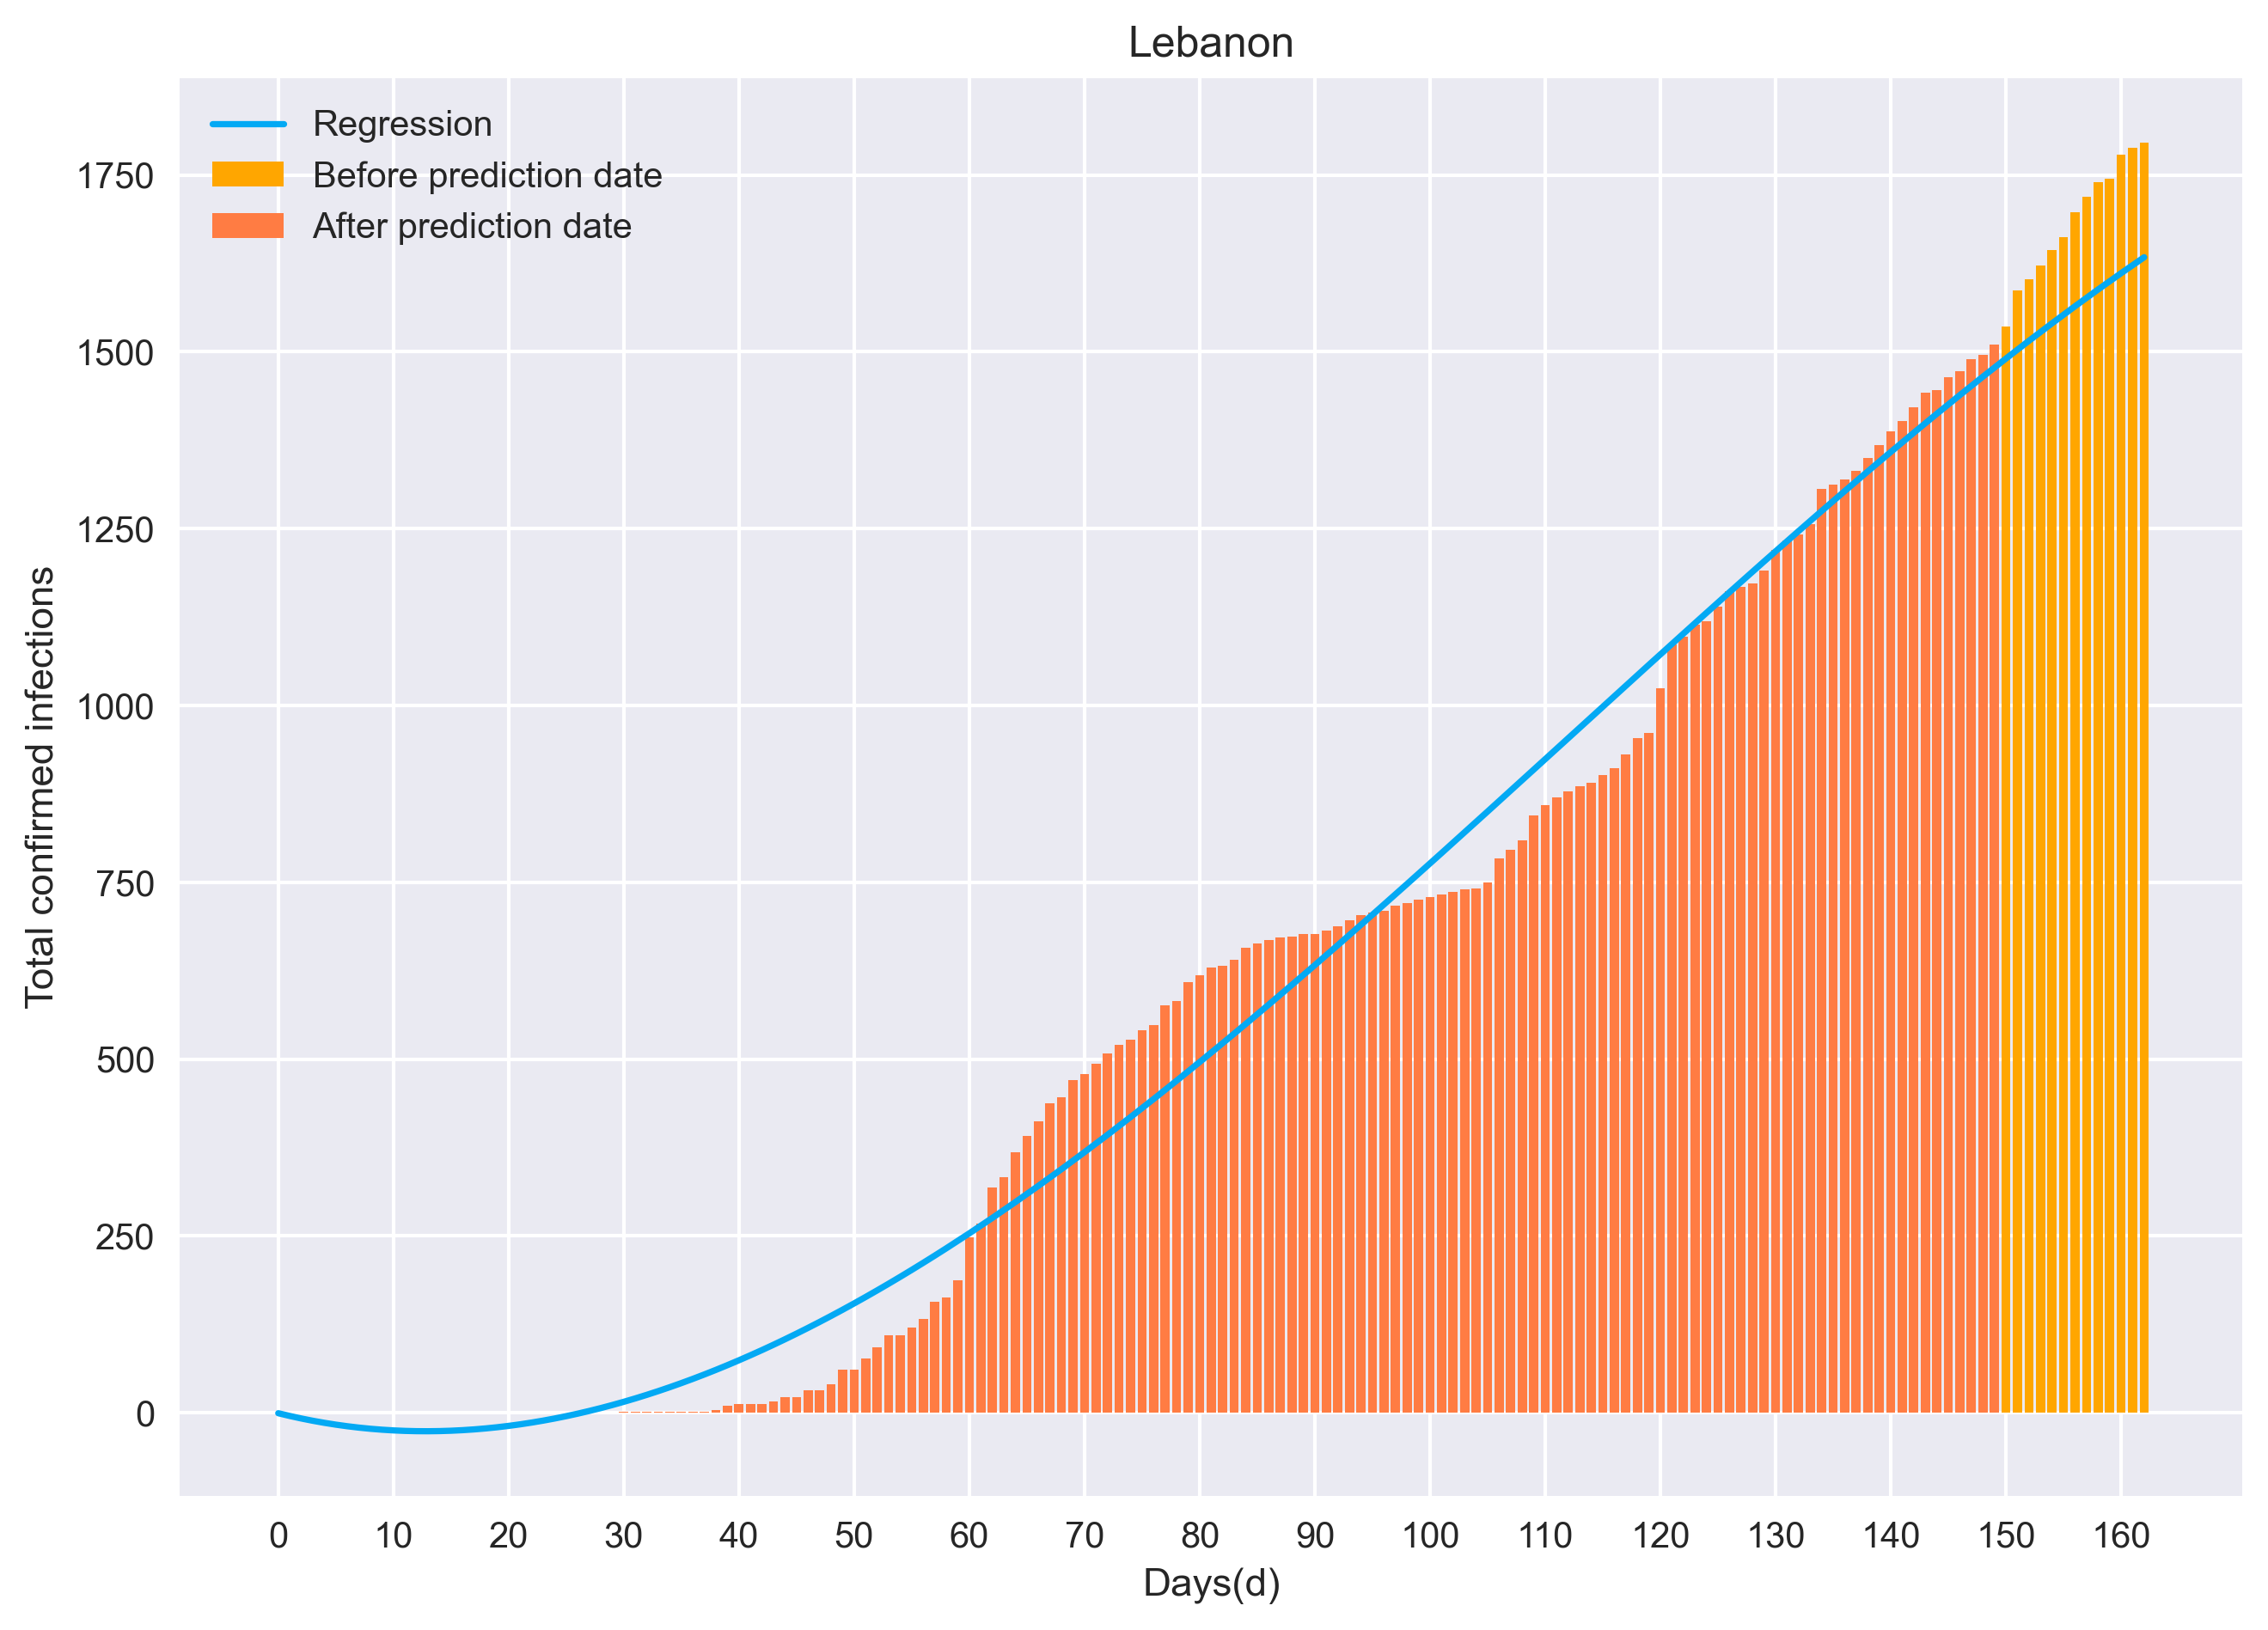 Lebanon
Regression
Before prediction date
After prediction date
1750
1500
1250
1000
750
500
250
0
Total confirmed infections
0 10 20 30 40 50 60 70 80 90 100 110 120 130 140 150 160
Days(d)